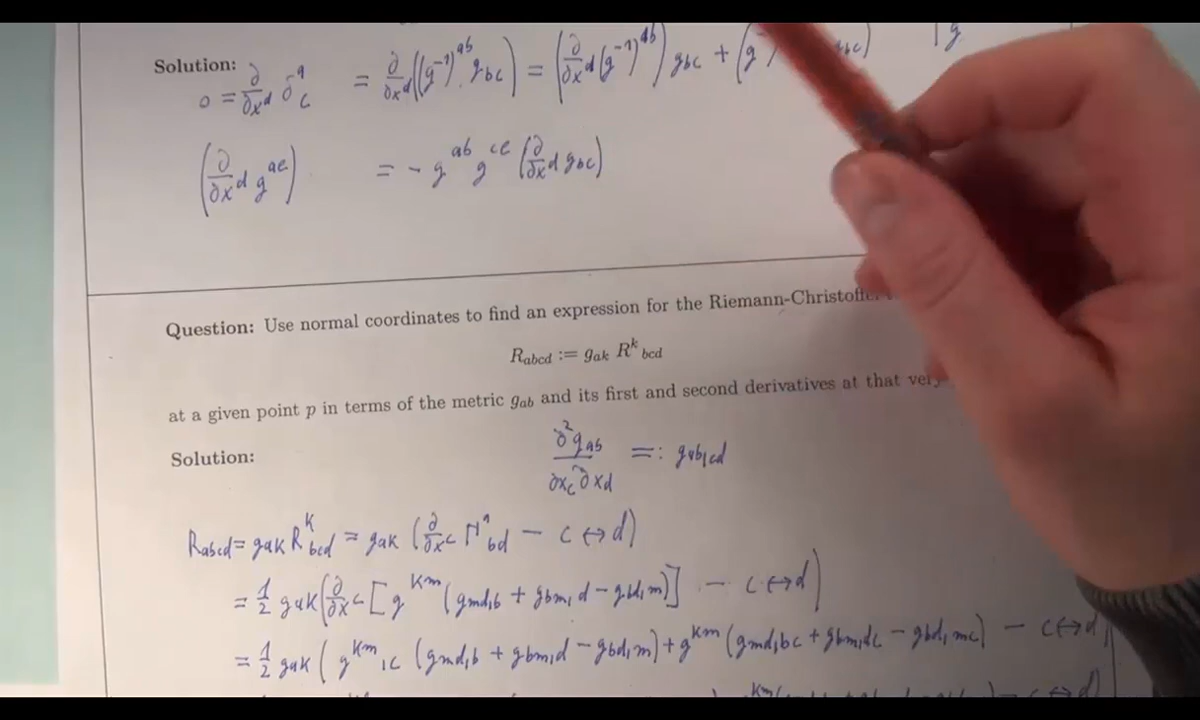 Solution:
0 = ∂/∂x^d δ^a_c = ∂/∂x^d((g^{-1})^{ab} g_{bc}) = (∂/∂x^d (g^{-1})^{ab}) g_{bc} + (g^{-
(∂/∂x^d g^{ae}) = - g^{ab} g^{ce} (∂/∂x^d g_{bc})
Question: Use normal coordinates to find an expression for the
R_{abcd} := g_{ak} R^k_{bcd}
at a given point p in terms of the metric g_{ab} and its first and second derivatives at that
Solution:
∂²g_{ab}/∂x_c ∂x_d =: g_{ab,cd}
R_{abcd} = g_{ak} R^k_{bcd} = g_{ak} (∂/∂x^c Γ^k_{bd} - c↔d)
= 1/2 g_{ak} (∂/∂x^c [g^{km} (g_{md,b} + g_{bm,d} - g_{bd,m})] - c↔d)
= 1/2 g_{ak} (g^{km}_{,c} (g_{md,b} + g_{bm,d} - g_{bd,m}) + g^{km} (g_{md,bc} + g_{bm,dc} - g_{bd,mc}) - c↔d)